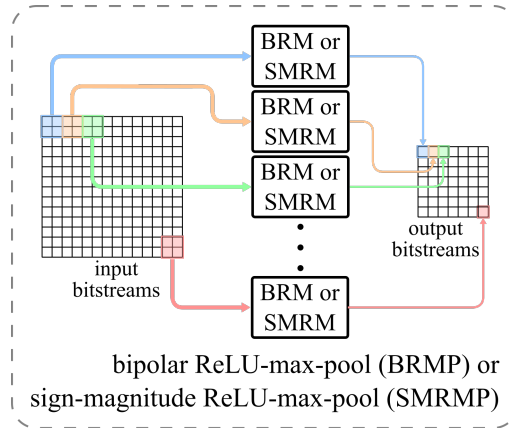 BRM or
SMRM
BRM or
SMRM
BRM or
SMRM
input
bitstreams
output
bitstreams
BRM or
SMRM
bipolar ReLU-max-pool (BRMP) or
sign-magnitude ReLU-max-pool (SMRMP)